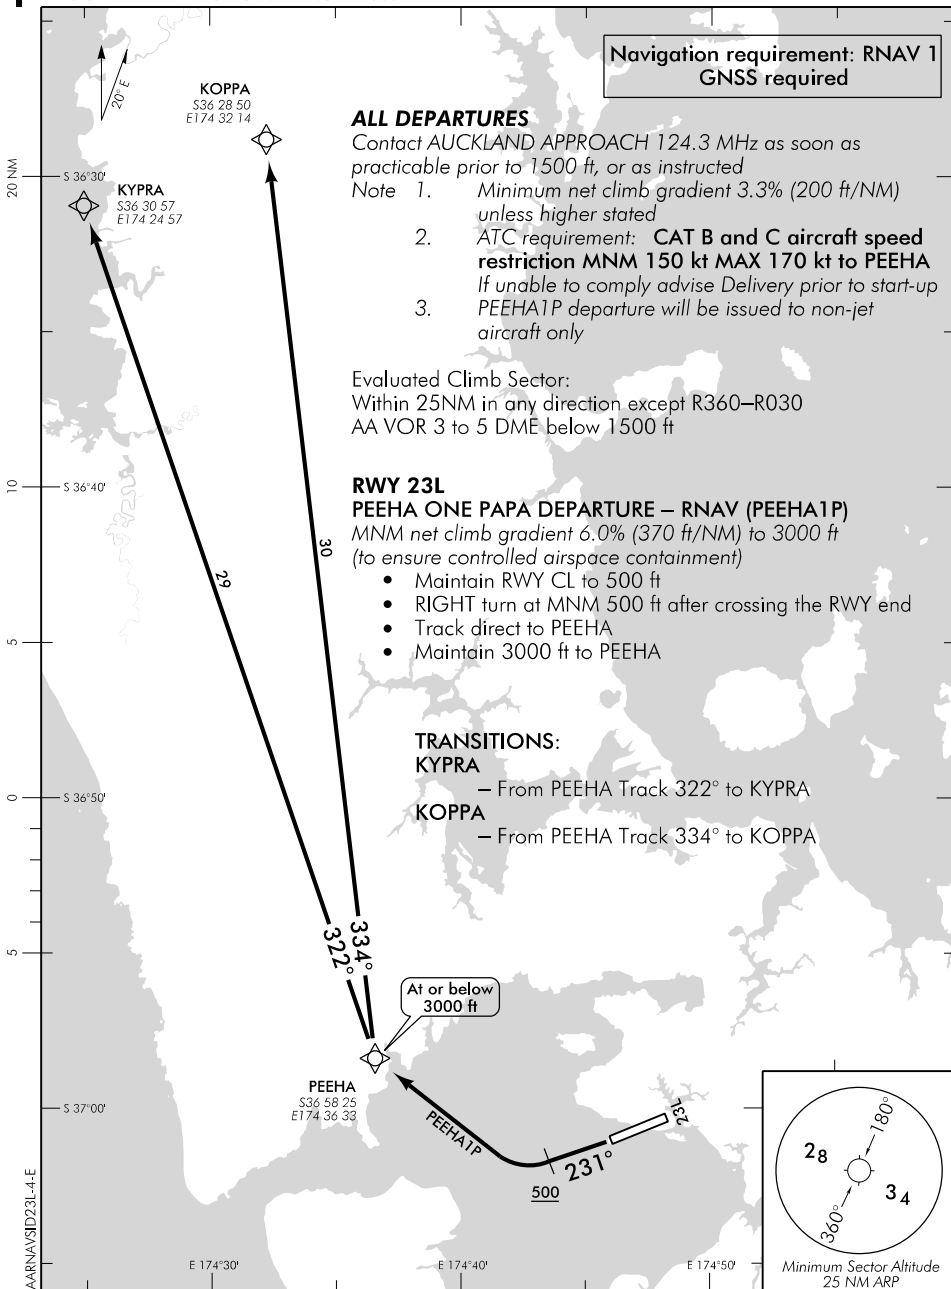 Navigation requirement: RNAV 1
GNSS required
20° E
KOPPA
S36 28 50
E174 32 14
KYPRA
S36 30 57
E174 24 57
ALL DEPARTURES
Contact AUCKLAND APPROACH 124.3 MHz as soon as
practicable prior to 1500 ft, or as instructed
Note 1. Minimum net climb gradient 3.3% (200 ft/NM)
unless higher stated
2. ATC requirement: CAT B and C aircraft speed
restriction MNM 150 kt MAX 170 kt to PEEHA
If unable to comply advise Delivery prior to start-up
3. PEEHA1P departure will be issued to non-jet
aircraft only
Evaluated Climb Sector:
Within 25NM in any direction except R360–R030
AA VOR 3 to 5 DME below 1500 ft
RWY 23L
PEEHA ONE PAPA DEPARTURE – RNAV (PEEHA1P)
MNM net climb gradient 6.0% (370 ft/NM) to 3000 ft
(to ensure controlled airspace containment)
• Maintain RWY CL to 500 ft
• RIGHT turn at MNM 500 ft after crossing the RWY end
• Track direct to PEEHA
• Maintain 3000 ft to PEEHA
TRANSITIONS:
KYPRA
– From PEEHA Track 322° to KYPRA
KOPPA
– From PEEHA Track 334° to KOPPA
20 NM
10
5
0
5
S 36°30'
S 36°40'
S 36°50'
S 37°00'
29
30
322°
334°
At or below
3000 ft
PEEHA
S36 58 25
E174 36 33
PEEHA1P
500
231°
23L
E 174°30'
E 174°40'
E 174°50'
180°
28
34
360°
Minimum Sector Altitude
25 NM ARP
AARNAVSID23L-4-E